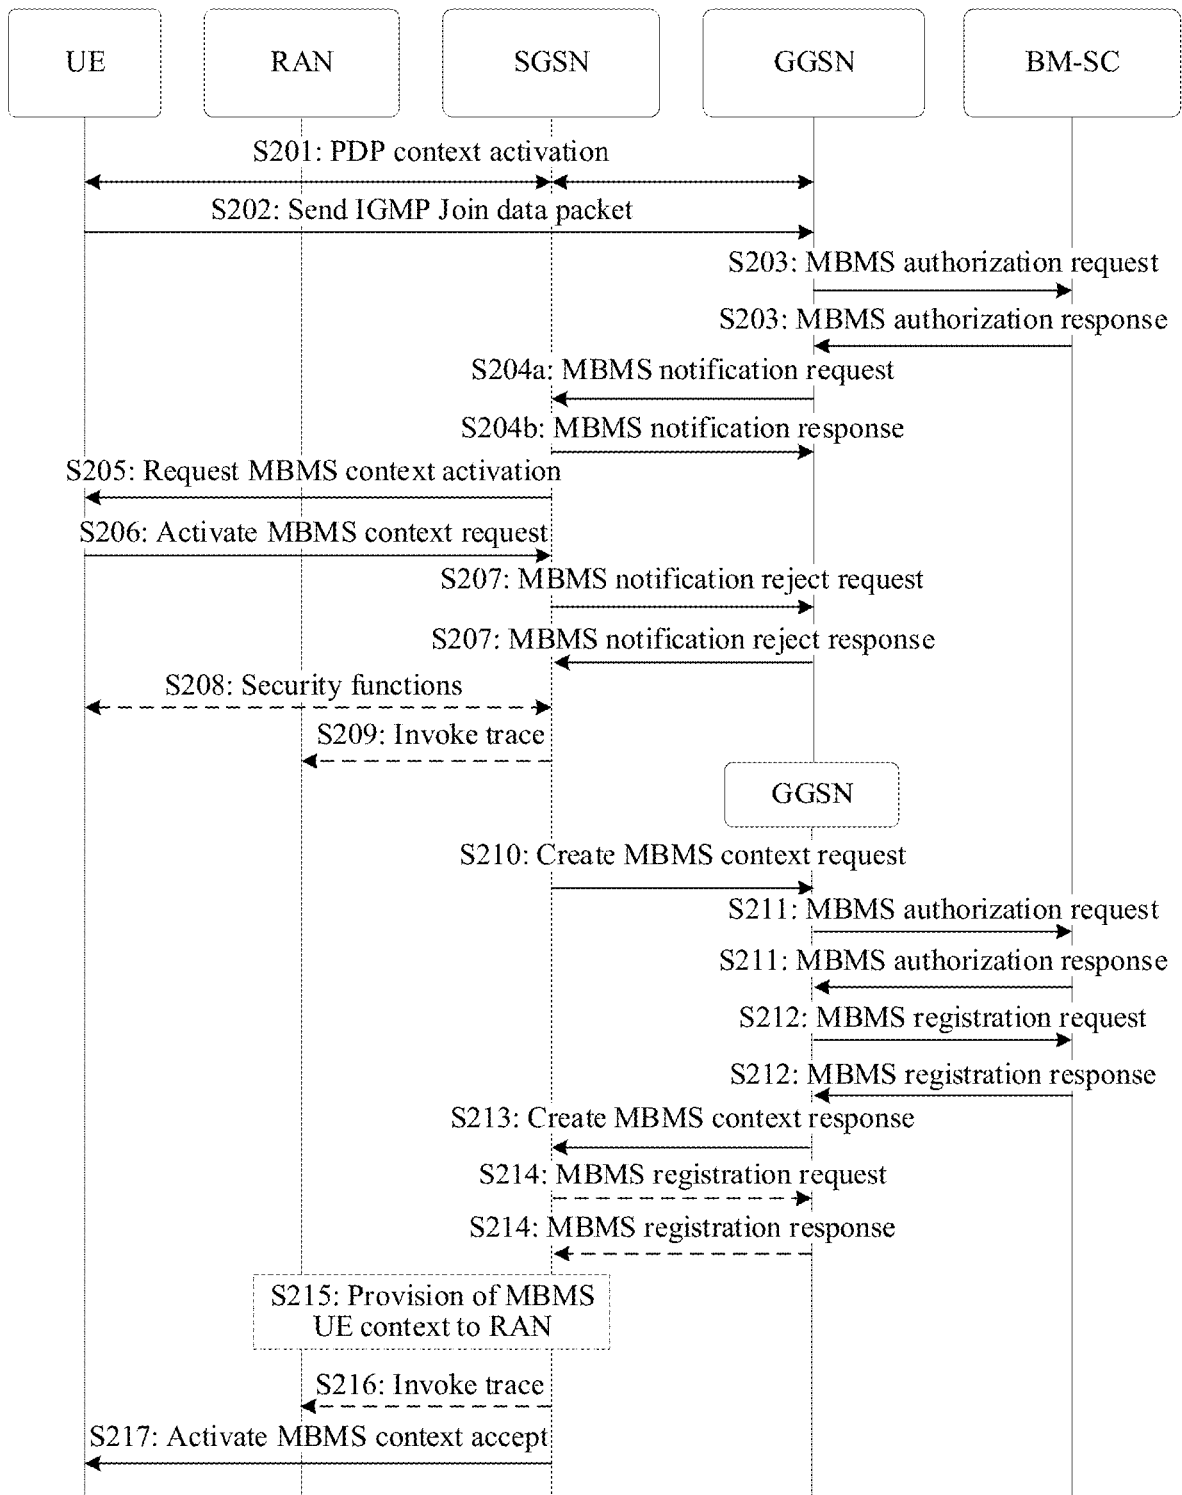 UE
RAN
SGSN
GGSN
BM-SC
S201: PDP context activation
S202: Send IGMP Join data packet
S203: MBMS authorization request
S203: MBMS authorization response
S204a: MBMS notification request
S204b: MBMS notification response
S205: Request MBMS context activation
S206: Activate MBMS context request
S207: MBMS notification reject request
S207: MBMS notification reject response
S208: Security functions
S209: Invoke trace
GGSN
S210: Create MBMS context request
S211: MBMS authorization request
S211: MBMS authorization response
S212: MBMS registration request
S212: MBMS registration response
S213: Create MBMS context response
S214: MBMS registration request
S214: MBMS registration response
S215: Provision of MBMS
UE context to RAN
S216: Invoke trace
S217: Activate MBMS context accept